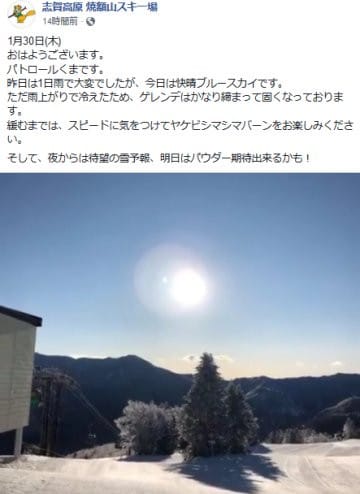 志賀高原 焼額山スキー場
14時間前・
1月30日(木)
おはようございます。
パトロールくまです。
昨日は1日雨で大変でしたが、今日は快晴ブルースカイです。
ただ雨上がりで冷えたため、ゲレンデはかなり締まって固くなっておりま
す。
緩むまでは、スピードに気をつけてヤケビシマシマバーンをお楽しみくださ
い。
そして、夜からは待望の雪予報、明日はパウダー期待出来るかも！